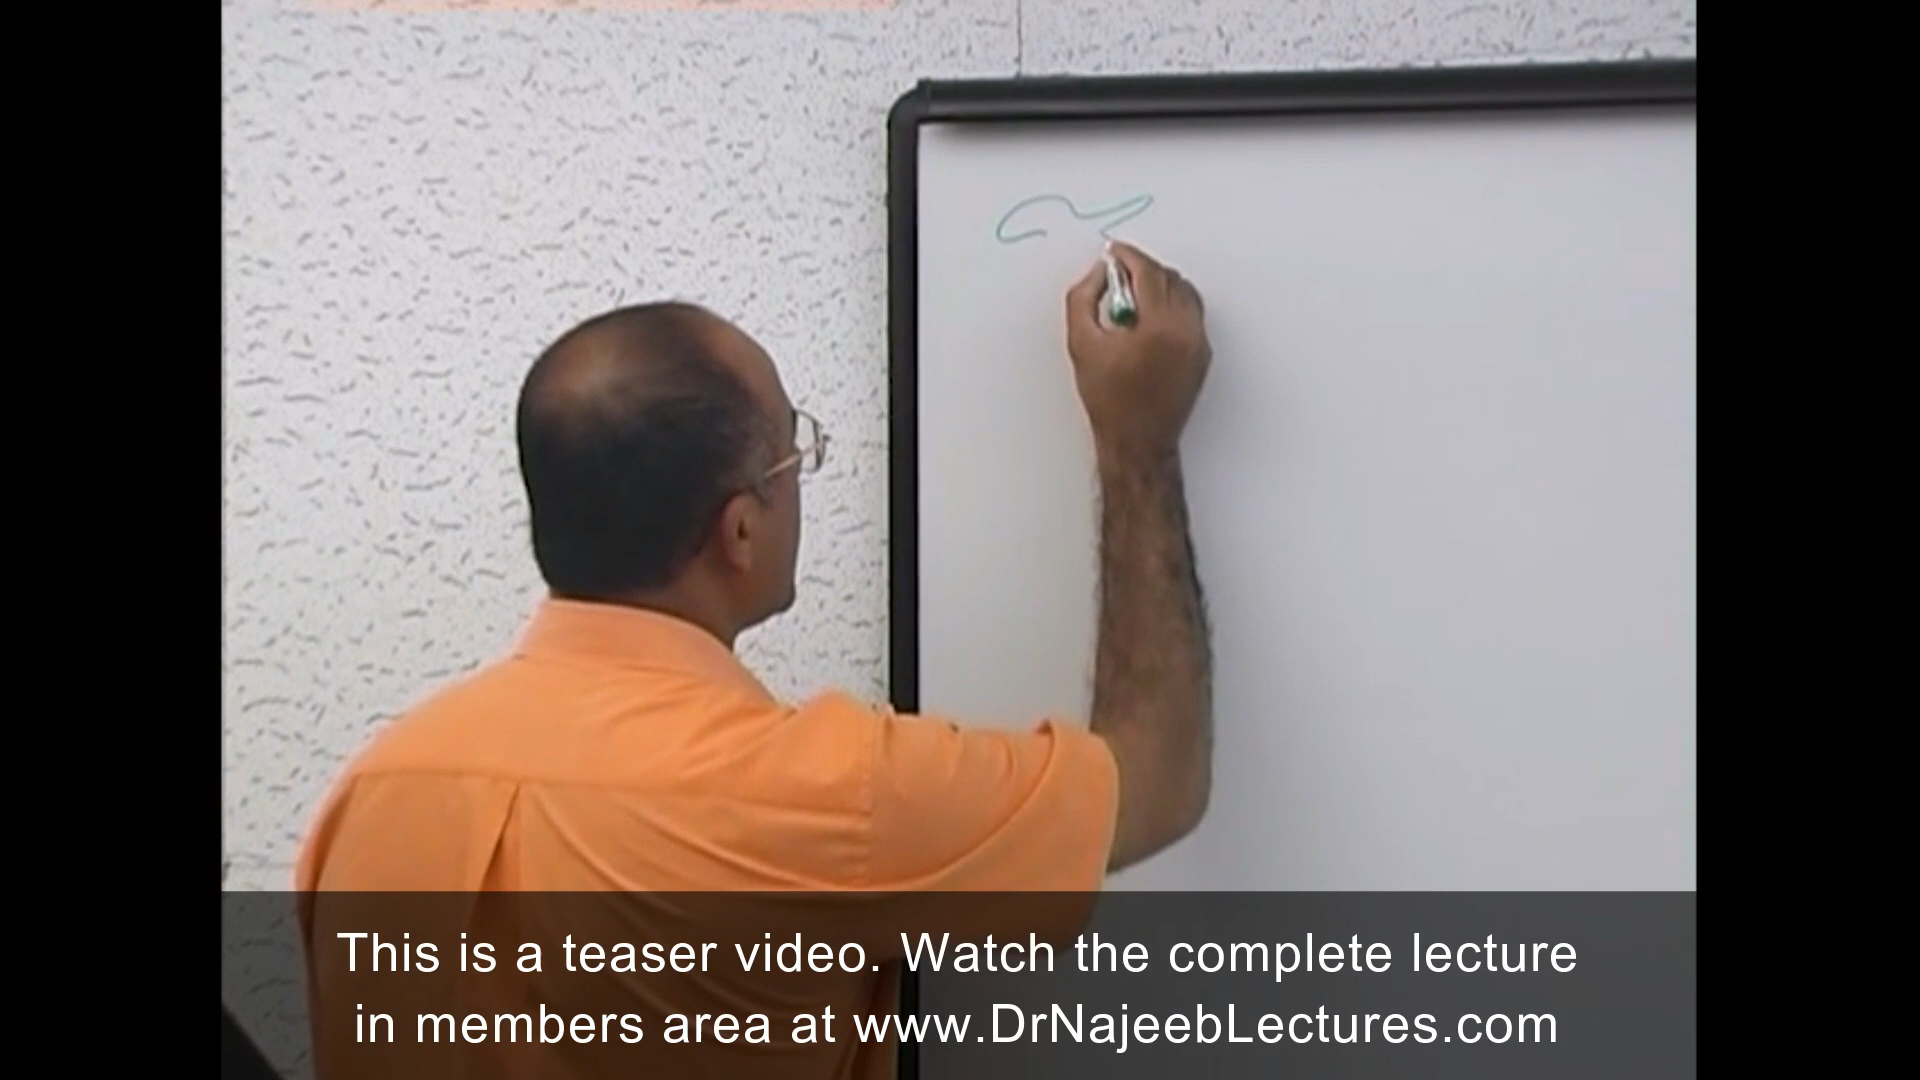 This is a teaser video. Watch the complete lecture
in members area at www.DrNajeebLectures.com